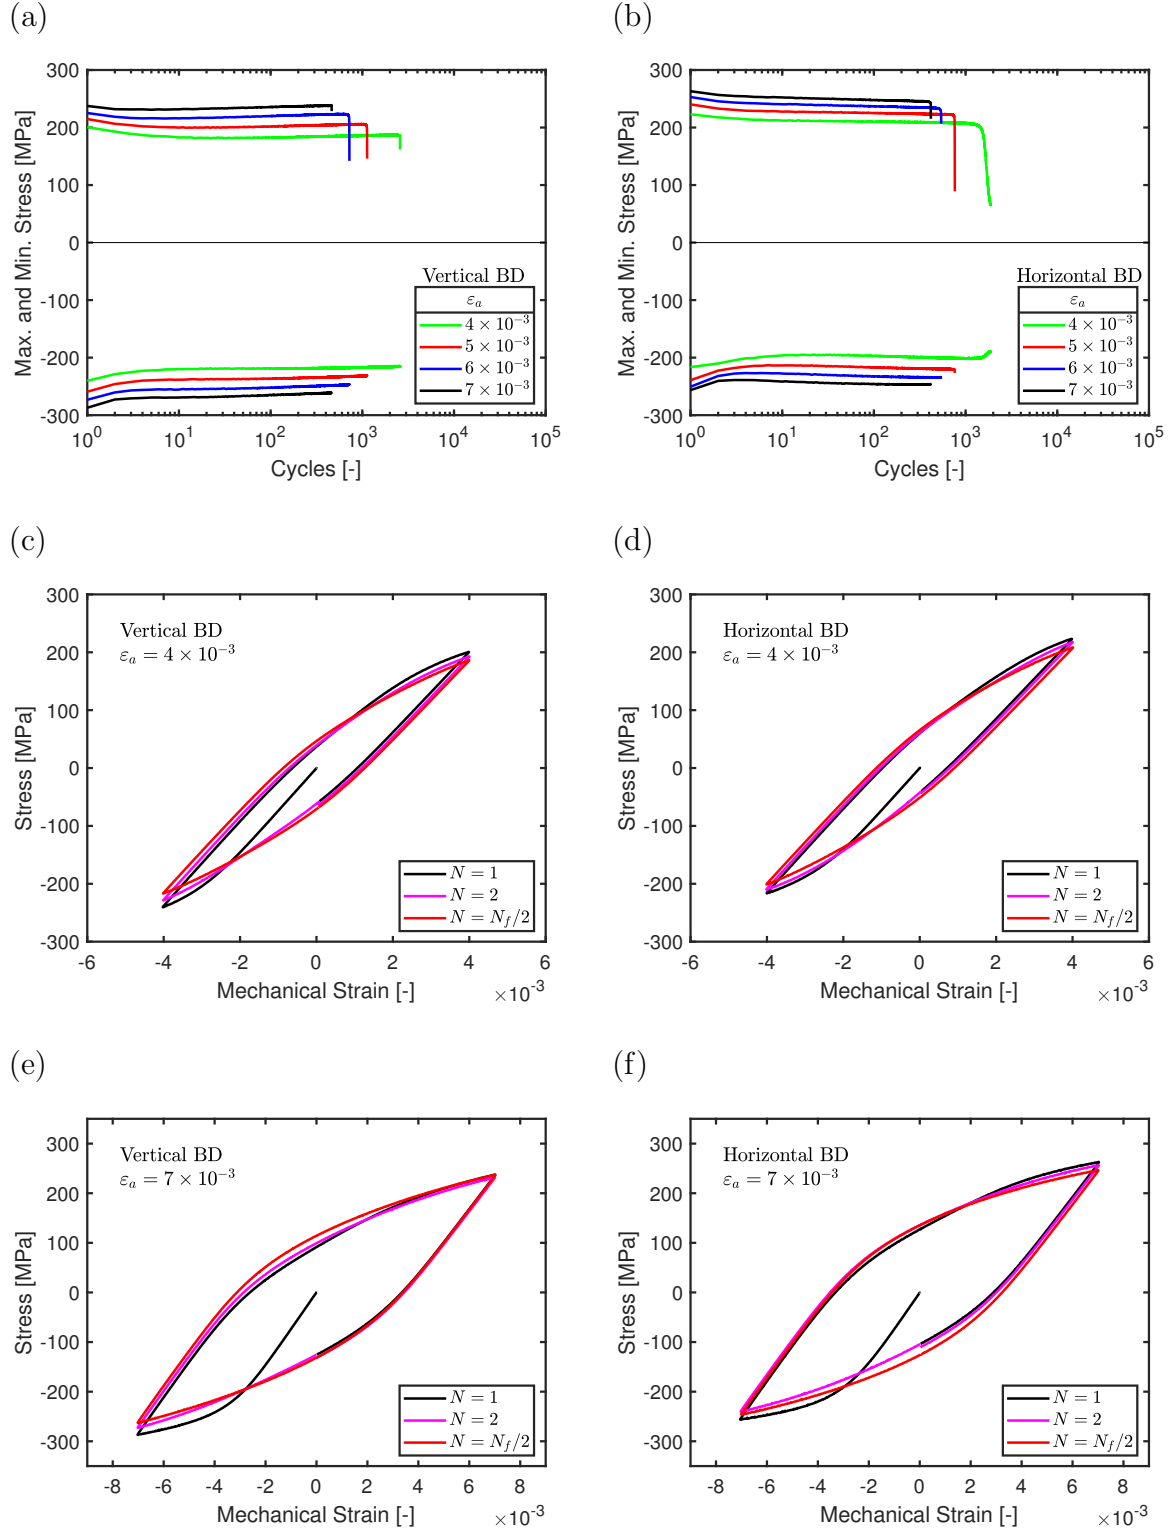 (a)
300
200
100
0
-100
-200
-300
Max. and Min. Stress [MPa]
10^0 10^1 10^2 10^3 10^4 10^5
Cycles [-]
Vertical BD
ε_a
4 × 10^-3
5 × 10^-3
6 × 10^-3
7 × 10^-3
(b)
300
200
100
0
-100
-200
-300
Max. and Min. Stress [MPa]
10^0 10^1 10^2 10^3 10^4 10^5
Cycles [-]
Horizontal BD
ε_a
4 × 10^-3
5 × 10^-3
6 × 10^-3
7 × 10^-3
(c)
300
200
100
0
-100
-200
-300
Stress [MPa]
Vertical BD
ε_a = 4 × 10^-3
N = 1
N = 2
N = N_f/2
-6 -4 -2 0 2 4 6
Mechanical Strain [-]
×10^-3
(d)
300
200
100
0
-100
-200
-300
Stress [MPa]
Horizontal BD
ε_a = 4 × 10^-3
N = 1
N = 2
N = N_f/2
-6 -4 -2 0 2 4 6
Mechanical Strain [-]
×10^-3
(e)
300
200
100
0
-100
-200
-300
Stress [MPa]
Vertical BD
ε_a = 7 × 10^-3
N = 1
N = 2
N = N_f/2
-8 -6 -4 -2 0 2 4 6 8
Mechanical Strain [-]
×10^-3
(f)
300
200
100
0
-100
-200
-300
Stress [MPa]
Horizontal BD
ε_a = 7 × 10^-3
N = 1
N = 2
N = N_f/2
-8 -6 -4 -2 0 2 4 6 8
Mechanical Strain [-]
×10^-3